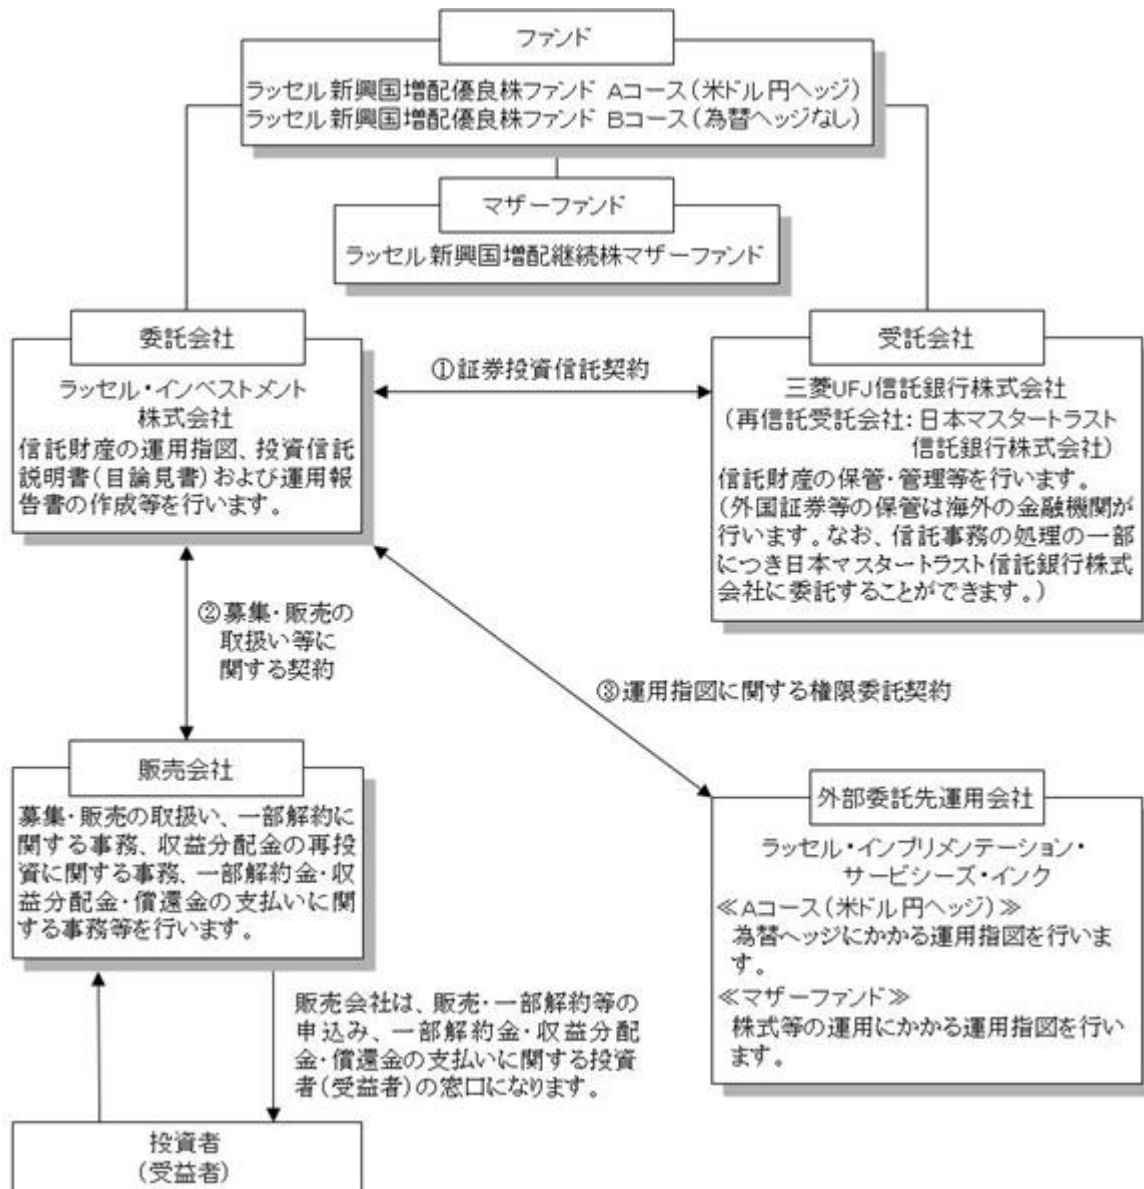 ファンド
ラッセル新興国増配優良株ファンド Aコース(米ドル円ヘッジ)
ラッセル新興国増配優良株ファンド Bコース(為替ヘッジなし)
マザーファンド
ラッセル新興国増配継続株マザーファンド
委託会社
ラッセル・インベストメント
株式会社
信託財産の運用指図、投資信託
説明書(目論見書)および運用報
告書の作成等を行います。
①証券投資信託契約
受託会社
三菱UFJ信託銀行株式会社
(再信託受託会社:日本マスタートラスト
信託銀行株式会社)
信託財産の保管・管理等を行います。
(外国証券等の保管は海外の金融機関が
行います。なお、信託事務の処理の一部
につき日本マスタートラスト信託銀行株式
会社に委託することができます。)
②募集・販売の
取扱い等に
関する契約
③運用指図に関する権限委託契約
販売会社
募集・販売の取扱い、一部解約に
関する事務、収益分配金の再投
資に関する事務、一部解約金・収
益分配金・償還金の支払いに関
する事務等を行います。
外部委託先運用会社
ラッセル・インプリメンテーション・
サービシーズ・インク
≪Aコース(米ドル円ヘッジ)≫
為替ヘッジにかかる運用指図を行いま
す。
≪マザーファンド≫
株式等の運用にかかる運用指図を行い
ます。
販売会社は、販売・一部解約等の
申込み、一部解約金・収益分配
金・償還金の支払いに関する投資
者(受益者)の窓口になります。
投資者
(受益者)